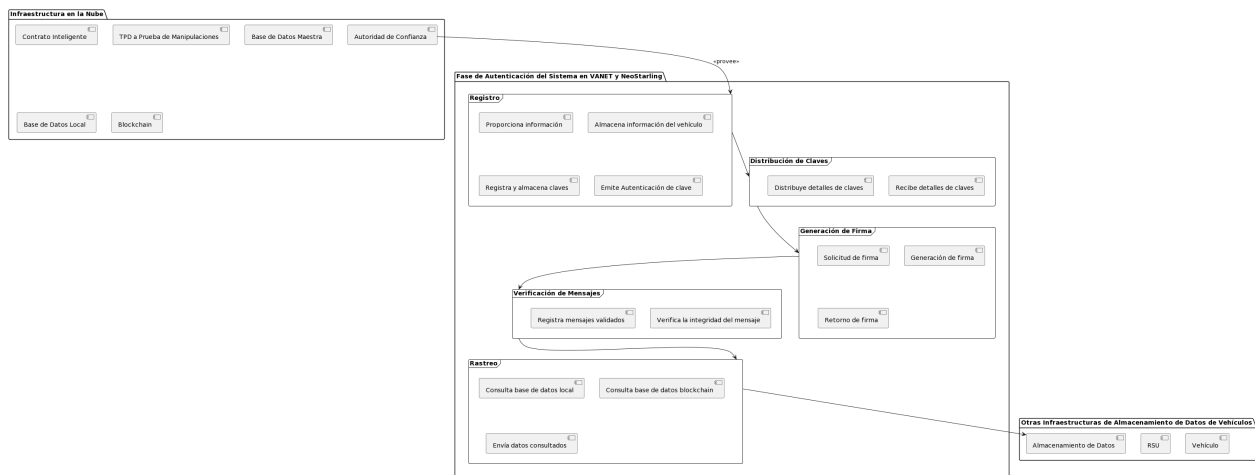 Infraestructura en la Nube
Contrato Inteligente
TPD a Prueba de Manipulaciones
Base de Datos Maestra
Autoridad de Confianza
Base de Datos Local
Blockchain
«provee»
Fase de Autenticación del Sistema en VANET y NeoStarling
Registro
Proporciona información
Almacena información del vehículo
Registra y almacena claves
Emite Autenticación de clave
Distribución de Claves
Distribuye detalles de claves
Recibe detalles de claves
Generación de Firma
Solicitud de firma
Generación de firma
Retorno de firma
Verificación de Mensajes
Registra mensajes validados
Verifica la integridad del mensaje
Rastreo
Consulta base de datos local
Consulta base de datos blockchain
Envía datos consultados
Otras Infraestructuras de Almacenamiento de Datos de Vehículos
Almacenamiento de Datos
RSU
Vehículo